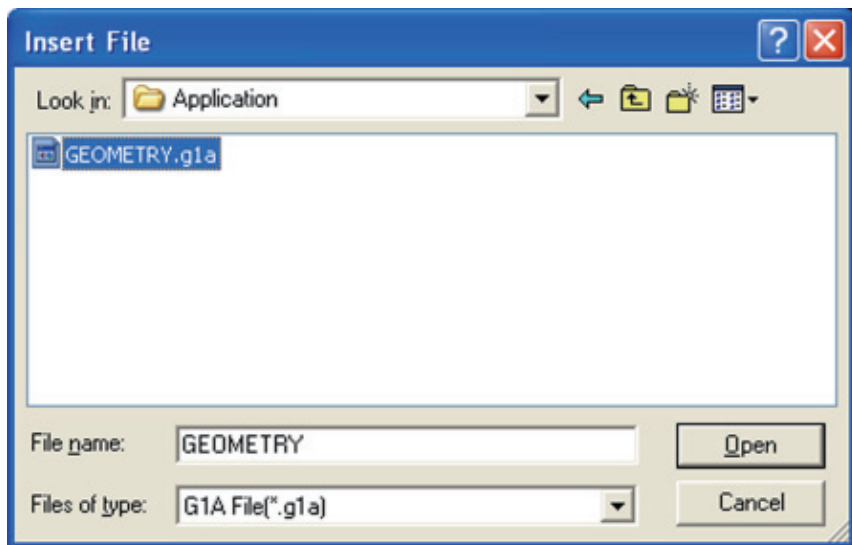 Insert File
Look in: Application
GEOMETRY.g1a
File name: GEOMETRY
Open
Files of type: G1A File(*.g1a)
Cancel